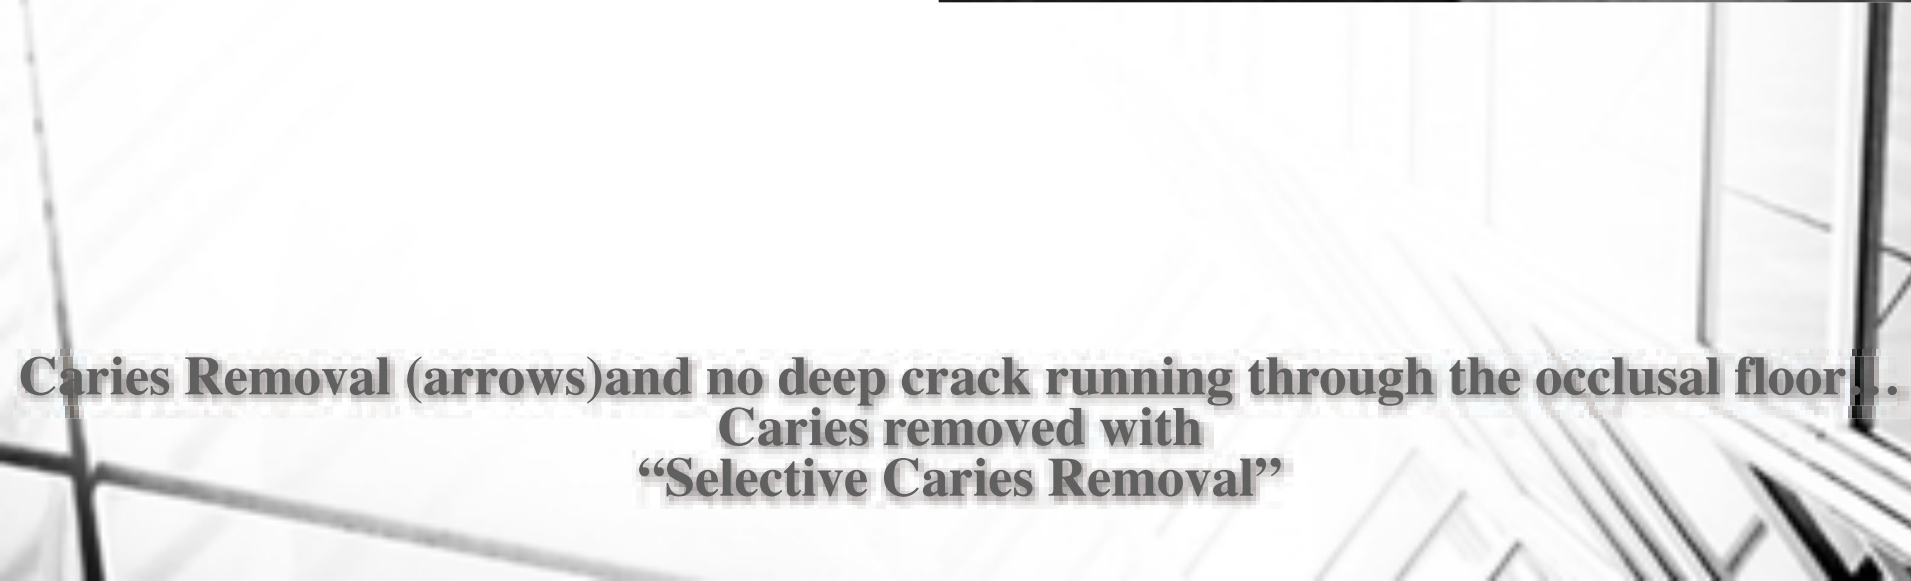 Caries Removal (arrows)and no deep crack running through the occlusal floor…
Caries removed with
“Selective Caries Removal”